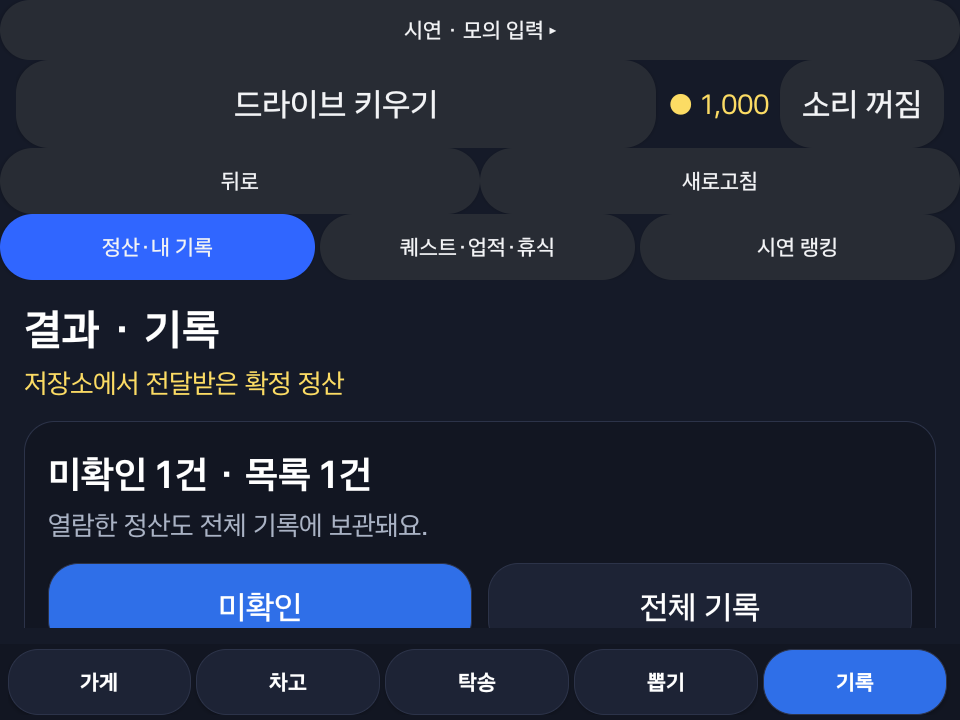 시연 · 모의 입력 ▸
드라이브 키우기
1,000
소리 꺼짐
뒤로
새로고침
정산·내 기록
퀘스트·업적·휴식
시연 랭킹
결과 · 기록
저장소에서 전달받은 확정 정산
미확인 1건 · 목록 1건
열람한 정산도 전체 기록에 보관돼요.
미확인
전체 기록
가게
차고
탁송
뽑기
기록